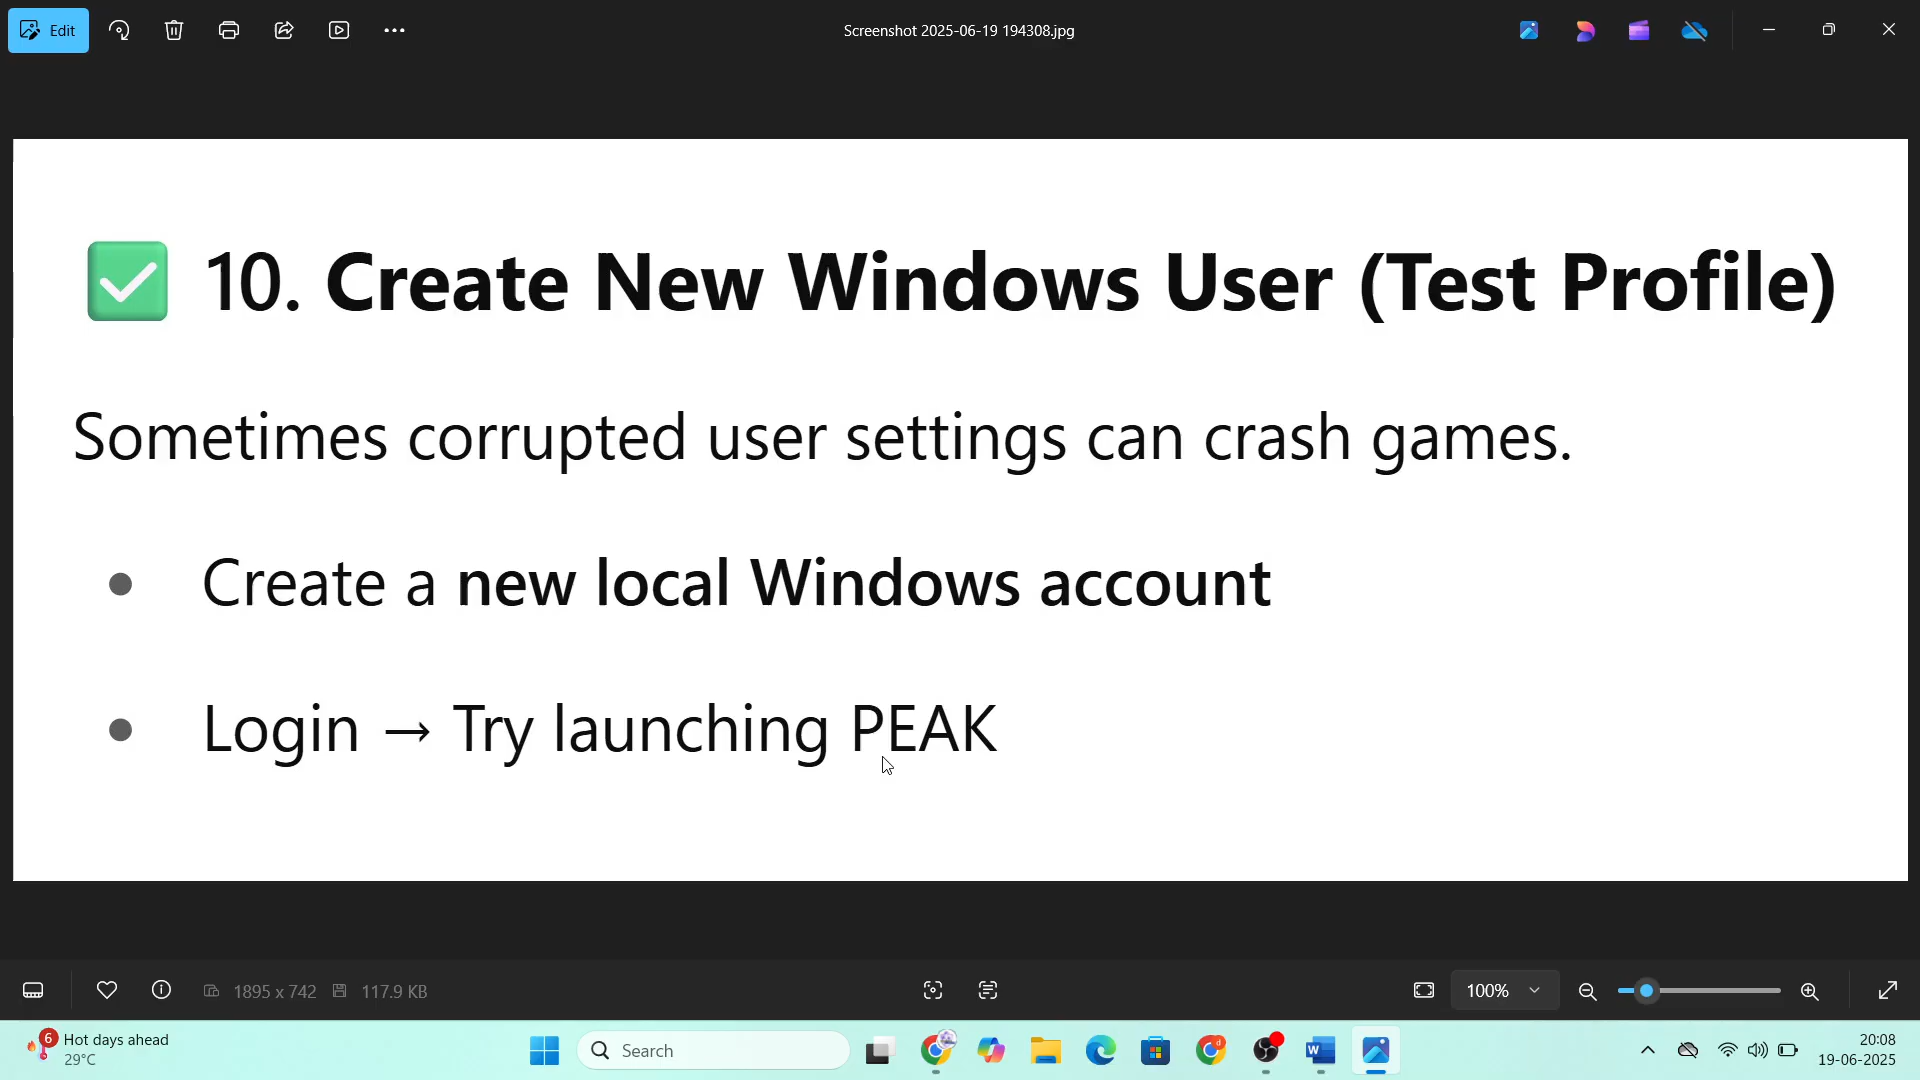 Edit
Screenshot 2025-06-19 194308.jpg
✅ 10. Create New Windows User (Test Profile)
Sometimes corrupted user settings can crash games.
● Create a new local Windows account
● Login → Try launching PEAK
1895 x 742
117.9 KB
100%
6
Hot days ahead
29°C
Search
20:08
19-06-2025